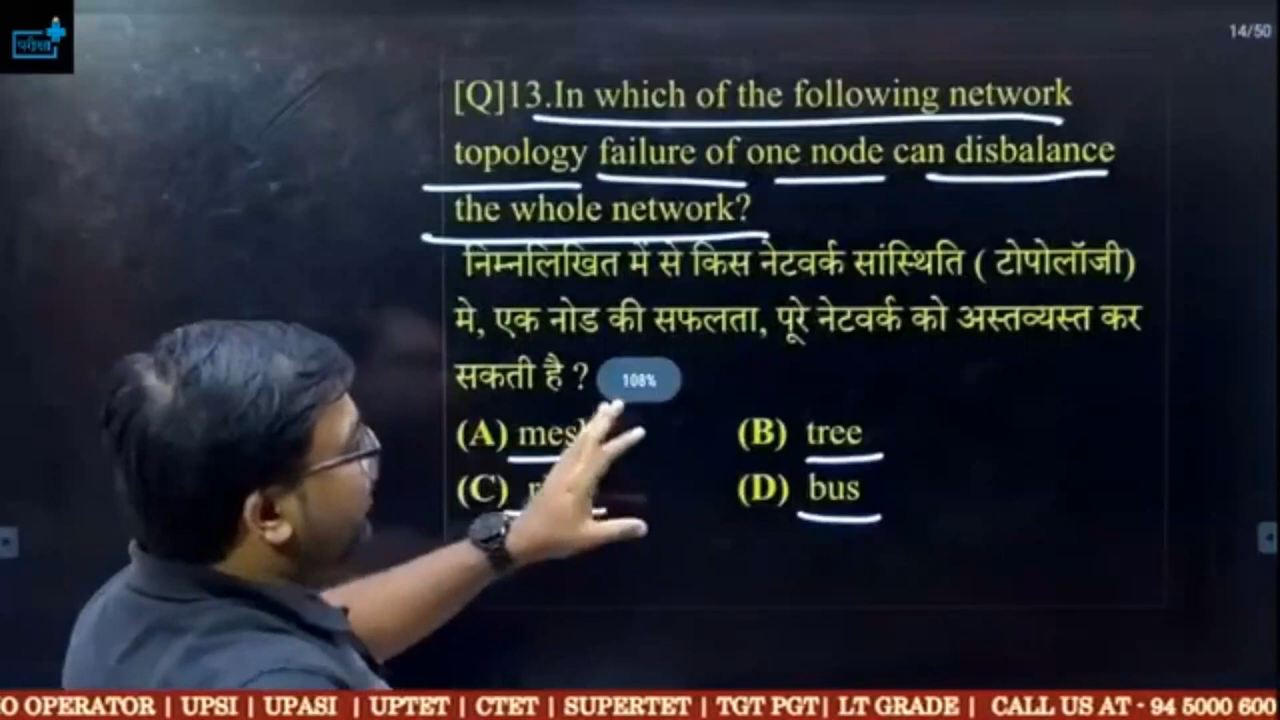 परीक्षा
14/50
[Q]13.In which of the following network
topology failure of one node can disbalance
the whole network?
निम्नलिखित में से किस नेटवर्क सांस्थिति ( टोपोलॉजी)
मे, एक नोड की सफलता, पूरे नेटवर्क को अस्तव्यस्त कर
सकती है ?
108%
(A)
(B) tree
(C)
(D) bus
O OPERATOR | UPSI | UPASI | UPTET | CTET | SUPERTET | TGT PGT| LT GRADE | CALL US AT - 94 5000 600